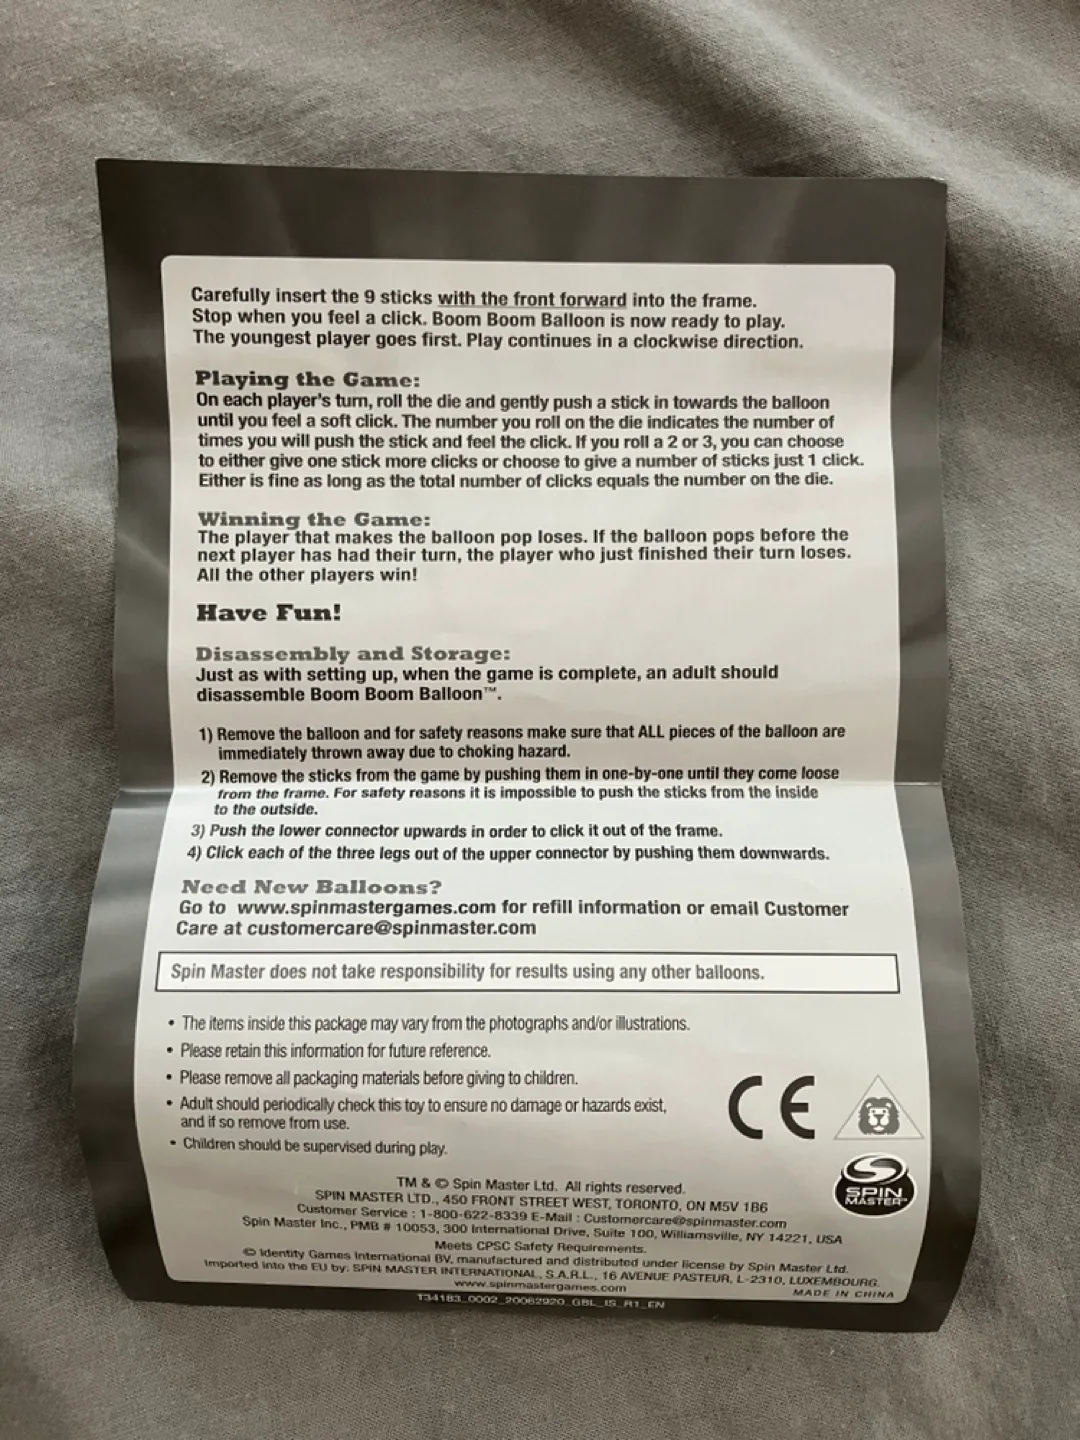 Carefully insert the 9 sticks with the front forward into the frame.
Stop when you feel a click. Boom Boom Balloon is now ready to play.
The youngest player goes first. Play continues in a clockwise direction.
Playing the Game:
On each player's turn, roll the die and gently push a stick in towards the balloon
until you feel a soft click. The number you roll on the die indicates the number of
times you will push the stick and feel the click. If you roll a 2 or 3, you can choose
to either give one stick more clicks or choose to give a number of sticks just 1 click.
Either is fine as long as the total number of clicks equals the number on the die.
Winning the Game:
The player that makes the balloon pop loses. If the balloon pops before the
next player has had their turn, the player who just finished their turn loses.
All the other players win!
Have Fun!
Disassembly and Storage:
Just as with setting up, when the game is complete, an adult should
disassemble Boom Boom Balloon™.
1) Remove the balloon and for safety reasons make sure that ALL pieces of the balloon are
immediately thrown away due to choking hazard.
2) Remove the sticks from the game by pushing them in one-by-one until they come loose
from the frame. For safety reasons it is impossible to push the sticks from the inside
to the outside.
3) Push the lower connector upwards in order to click it out of the frame.
4) Click each of the three legs out of the upper connector by pushing them downwards.
Need New Balloons?
Go to www.spinmastergames.com for refill information or email Customer
Care at customercare@spinmaster.com
Spin Master does not take responsibility for results using any other balloons.
• The items inside this package may vary from the photographs and/or illustrations.
• Please retain this information for future reference.
• Please remove all packaging materials before giving to children.
• Adult should periodically check this toy to ensure no damage or hazards exist,
and if so remove from use.
• Children should be supervised during play.
CE
SPIN
MASTER™
TM & © Spin Master Ltd. All rights reserved.
SPIN MASTER LTD., 450 FRONT STREET WEST, TORONTO, ON M5V 1B6
Customer Service : 1-800-622-8339 E-Mail : Customercare@spinmaster.com
Spin Master Inc., PMB # 10053, 300 International Drive, Suite 100, Williamsville, NY 14221, USA
Meets CPSC Safety Requirements.
© Identity Games International BV, manufactured and distributed under license by Spin Master Ltd.
Imported into the EU by: SPIN MASTER INTERNATIONAL, S.A.R.L., 16 AVENUE PASTEUR, L-2310, LUXEMBOURG.
www.spinmastergames.com
MADE IN CHINA
T34183_0002_20062920_GBL_IS_R1_EN